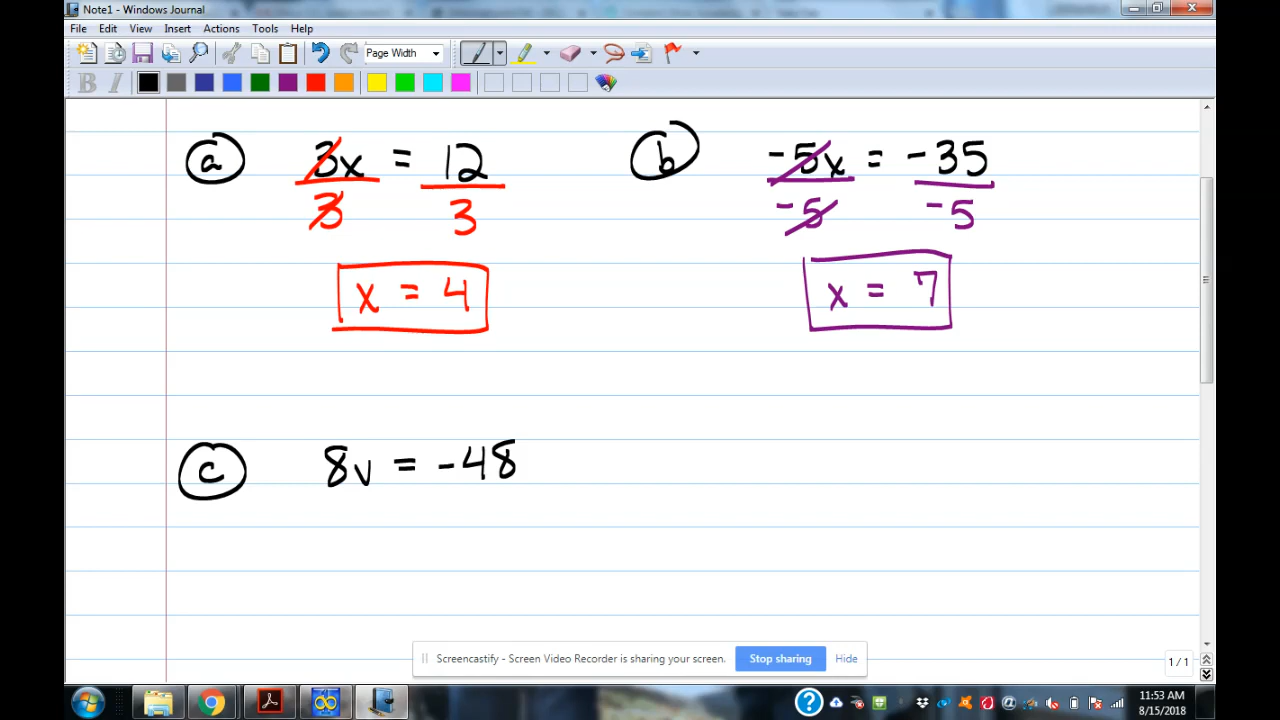 Note1 - Windows Journal
File Edit View Insert Actions Tools Help
Page Width
B I
a 3x = 12
3 3
x = 4
b -5x = -35
-5 -5
x = 7
c 8v = -48
Screencastify - Screen Video Recorder is sharing your screen. Stop sharing Hide
1 / 1
11:53 AM
8/15/2018